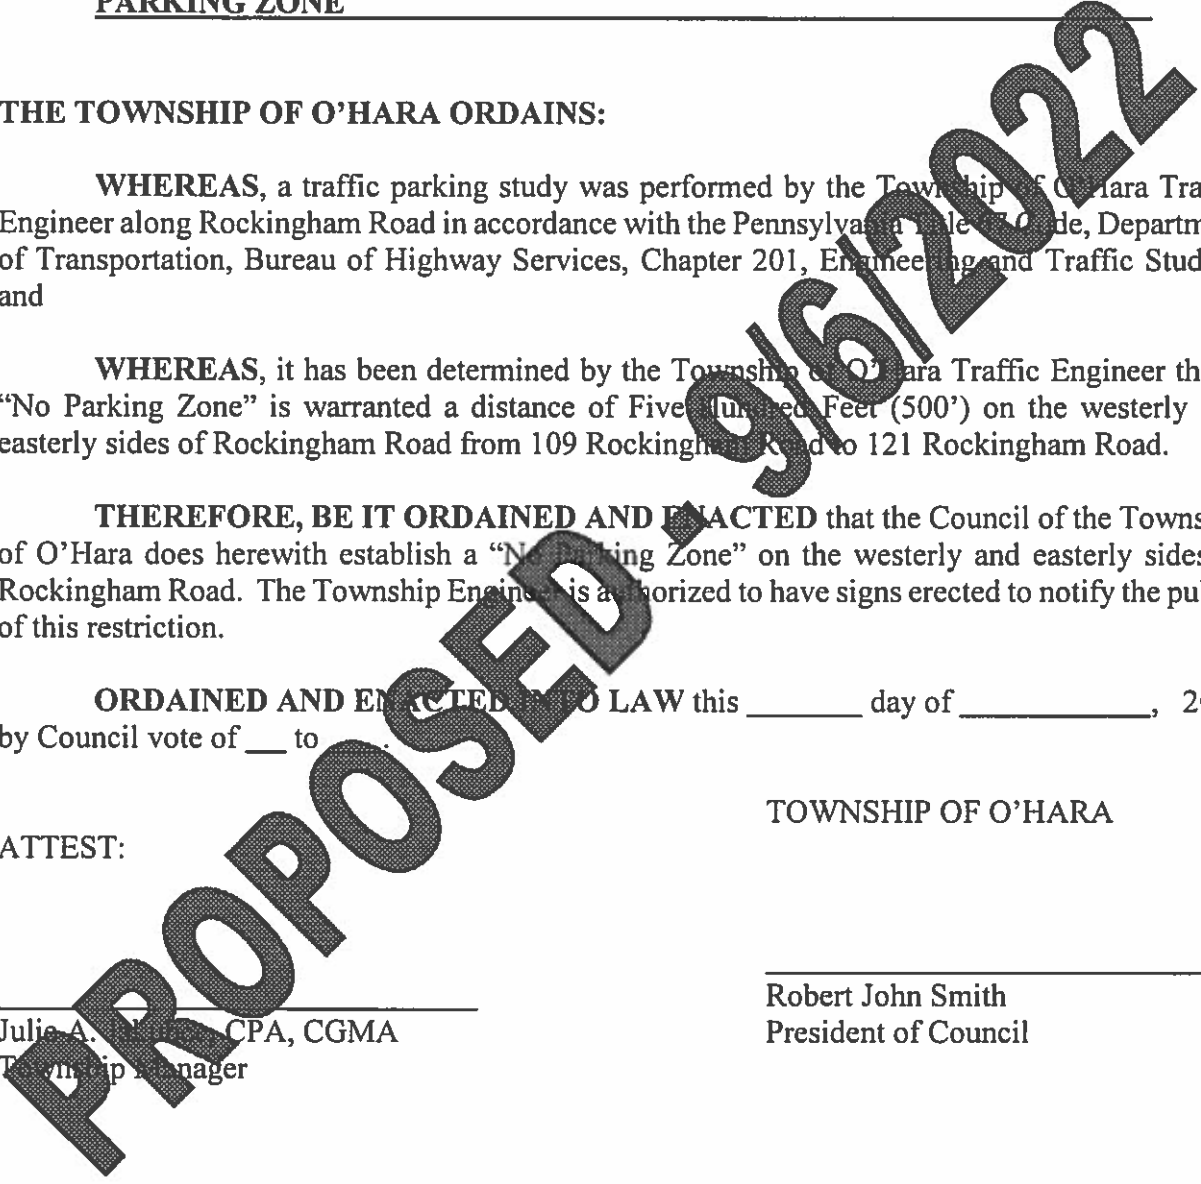 PARKING ZONE
THE TOWNSHIP OF O’HARA ORDAINS:
WHEREAS, a traffic parking study was performed by the Township of O’Hara Tra
Engineer along Rockingham Road in accordance with the Pennsylvania Title 67 Code, Departm
of Transportation, Bureau of Highway Services, Chapter 201, Engineering and Traffic Stud
and
WHEREAS, it has been determined by the Township of O’Hara Traffic Engineer th
“No Parking Zone” is warranted a distance of Five Hundred Feet (500’) on the westerly
easterly sides of Rockingham Road from 109 Rockingham Road to 121 Rockingham Road.
THEREFORE, BE IT ORDAINED AND ENACTED that the Council of the Towns
of O’Hara does herewith establish a “No Parking Zone” on the westerly and easterly sides
Rockingham Road. The Township Engineer is authorized to have signs erected to notify the pu
of this restriction.
ORDAINED AND ENACTED INTO LAW this _______ day of ____________, 2
by Council vote of __ to __.
TOWNSHIP OF O’HARA
ATTEST:
Robert John Smith
Julie A. CPA, CGMA
President of Council
Township Manager
PROPOSED - 9/6/2022